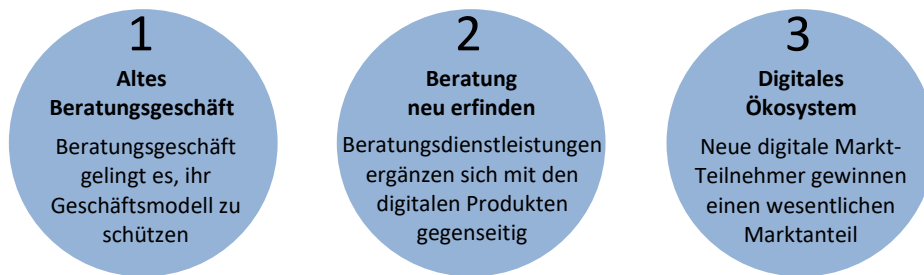 1
Altes
Beratungsgeschäft
Beratungsgeschäft
gelingt es, ihr
Geschäftsmodell zu
schützen
2
Beratung
neu erfinden
Beratungsdienstleistungen
ergänzen sich mit den
digitalen Produkten
gegenseitig
3
Digitales
Ökosystem
Neue digitale Markt-
Teilnehmer gewinnen
einen wesentlichen
Marktanteil